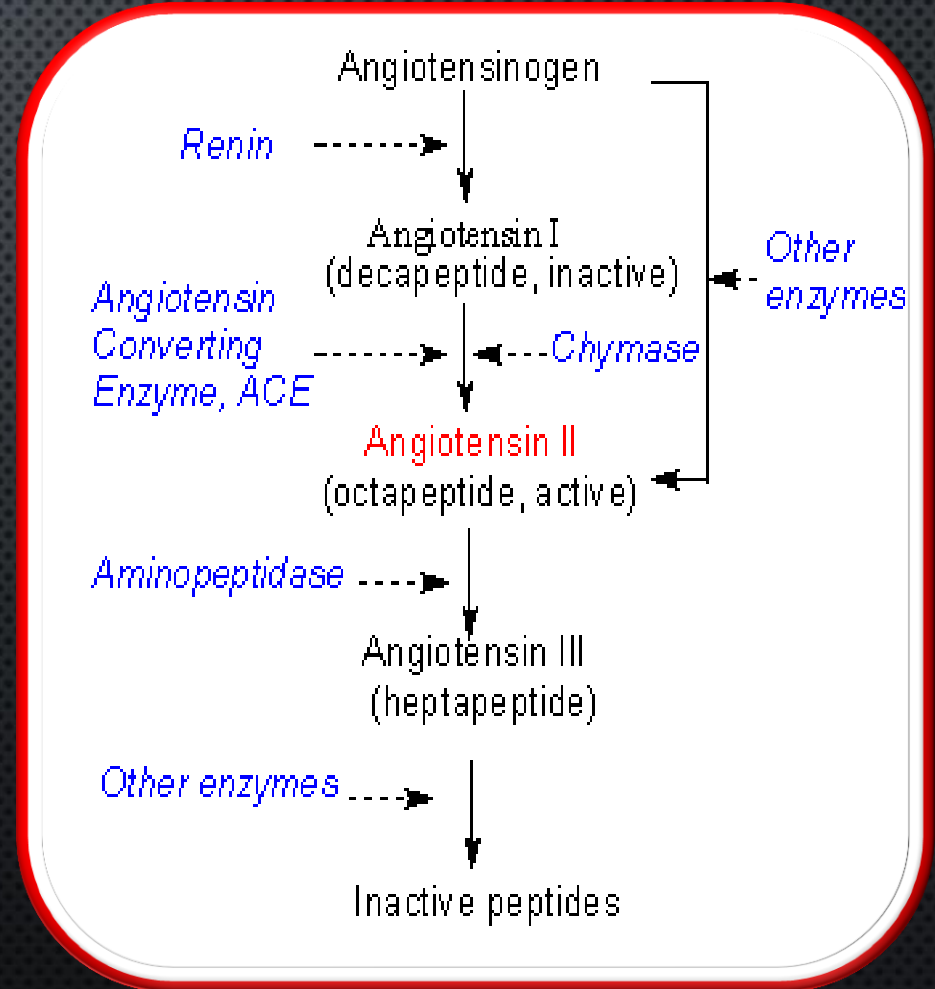 Angiotensinogen
Renin
Angiotensin I
(decapeptide, inactive)
Other
enzymes
Angiotensin
Converting
Enzyme, ACE
Chymase
Angiotensin II
(octapeptide, active)
Aminopeptidase
Angiotensin III
(heptapeptide)
Other enzymes
Inactive peptides